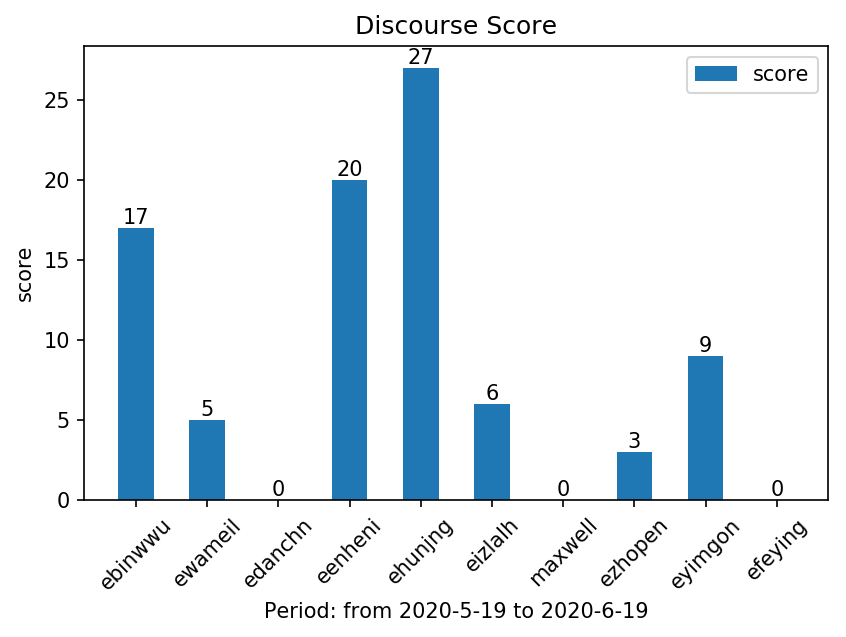 Discourse Score
27
score
25
20
20
17
15
score
10
9
6
5
5
3
0
0
0
0
ebinwwu
ewameil
edanchn
eenheni
ehunjng
eizlalh
maxwell
ezhopen
eyimgon
efeying
Period: from 2020-5-19 to 2020-6-19